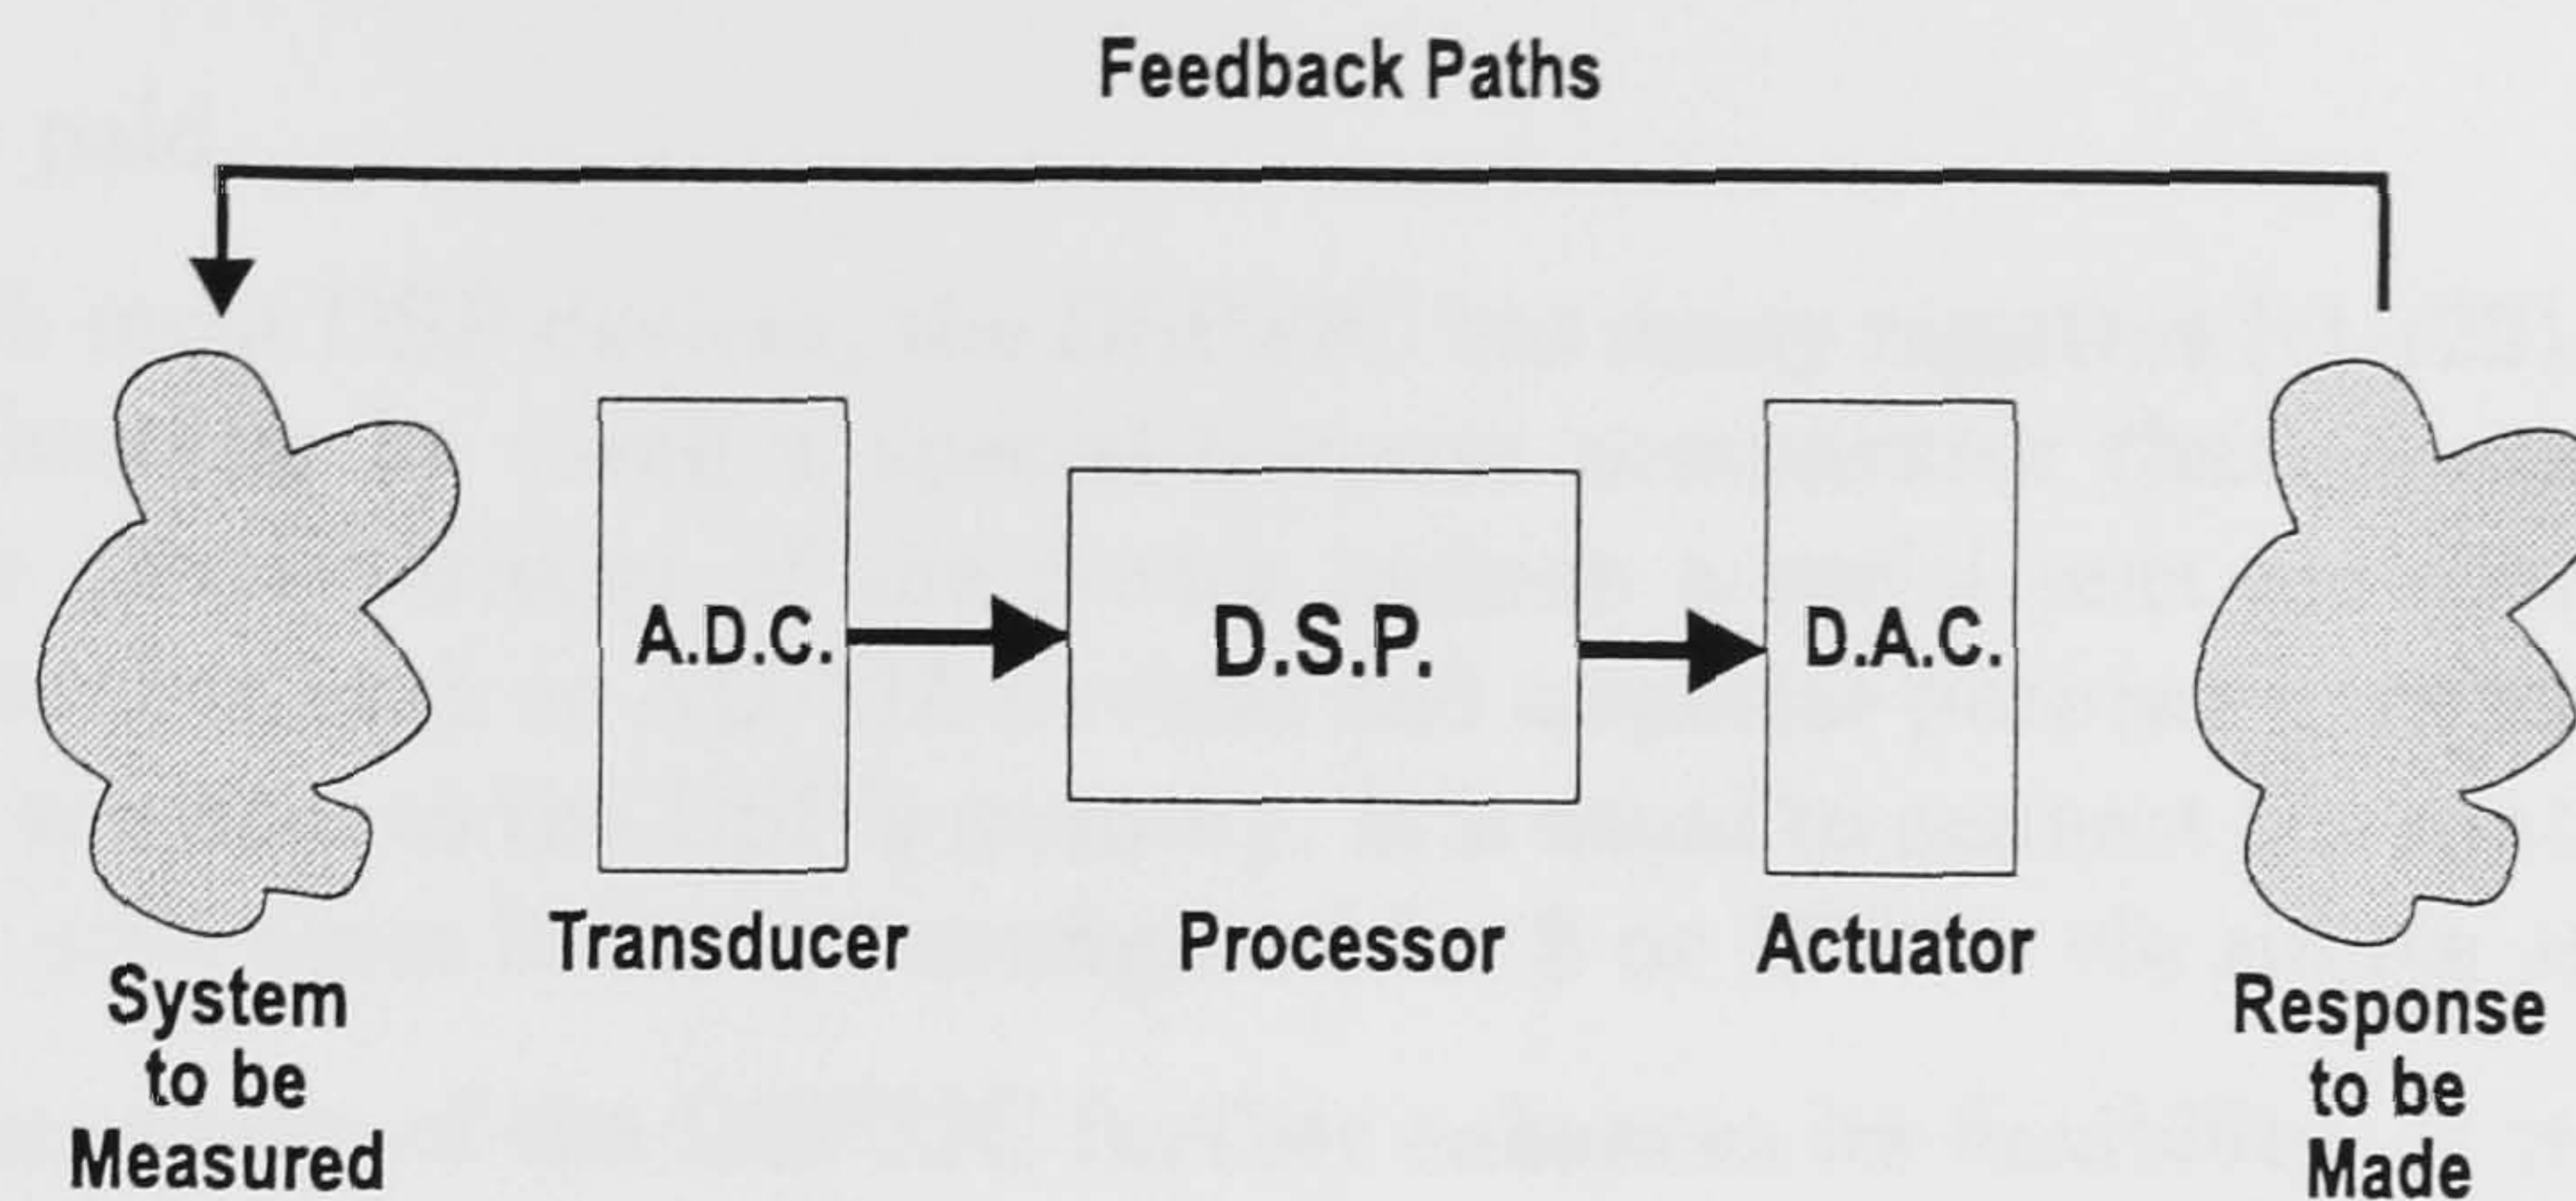 Feedback Paths
A.D.C.
D.S.P.
D.A.C.
Transducer
Processor
Actuator
System
to be
Measured
Response
to be
Made